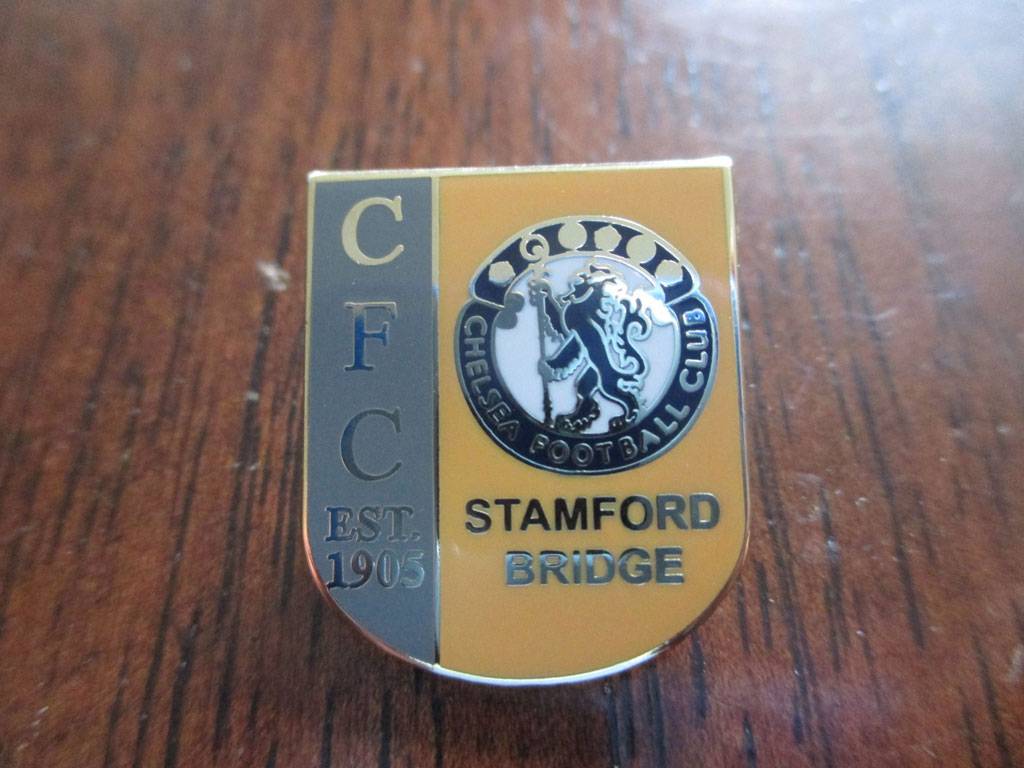 C
F
C
EST.
1905
CHELSEA FOOTBALL CLUB
STAMFORD
BRIDGE